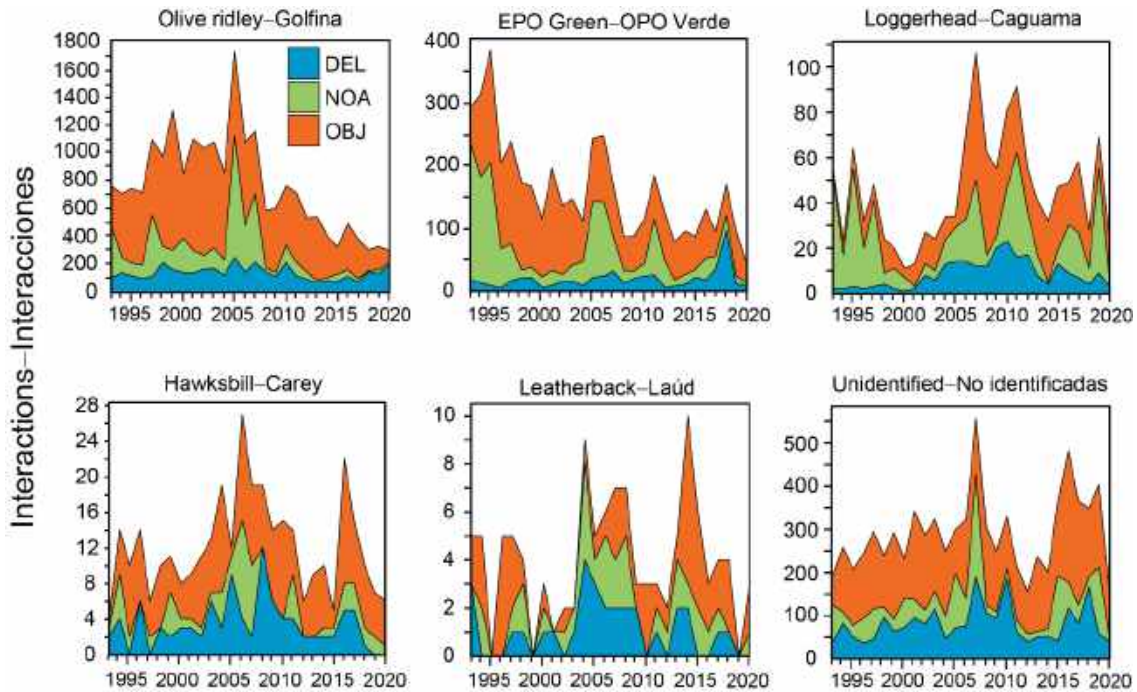 Interactions–Interacciones
Olive ridley–Golfina
1800
1600
1400
1200
1000
800
600
400
200
0
1995 2000 2005 2010 2015 2020
DEL
NOA
OBJ
EPO Green–OPO Verde
400
300
200
100
0
1995 2000 2005 2010 2015 2020
Loggerhead–Caguama
100
80
60
40
20
0
1995 2000 2005 2010 2015 2020
Hawksbill–Carey
28
24
20
16
12
8
4
0
1995 2000 2005 2010 2015 2020
Leatherback–Laúd
10
8
6
4
2
0
1995 2000 2005 2010 2015 2020
Unidentified–No identificadas
500
400
300
200
100
0
1995 2000 2005 2010 2015 2020